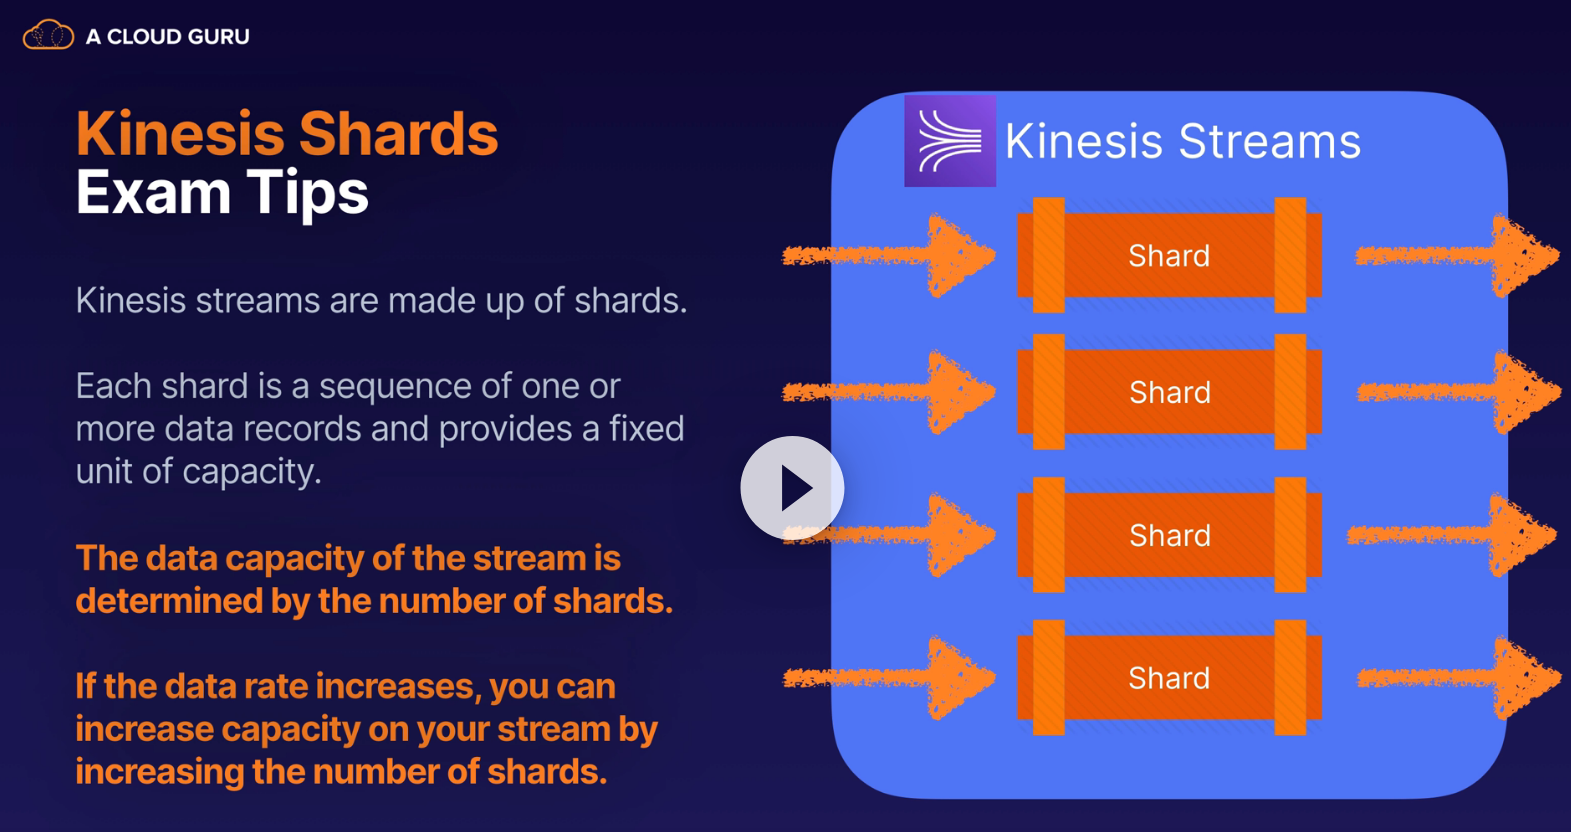 A CLOUD GURU
Kinesis Shards
Exam Tips
Kinesis streams are made up of shards.
Each shard is a sequence of one or
more data records and provides a fixed
unit of capacity.
The data capacity of the stream is
determined by the number of shards.
If the data rate increases, you can
increase capacity on your stream by
increasing the number of shards.
Kinesis Streams
Shard
Shard
Shard
Shard